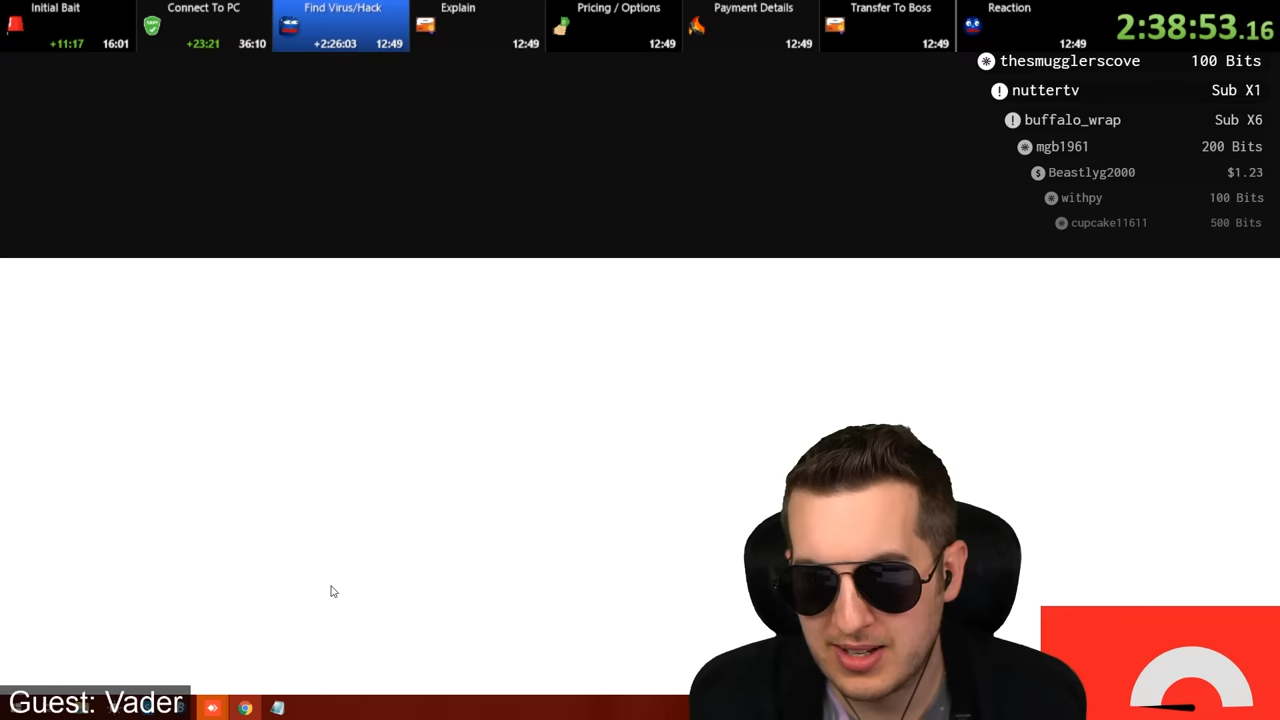 Initial Bait
+11:17 16:01
Connect To PC
+23:21 36:10
Find Virus/Hack
+2:26:03 12:49
Explain
12:49
Pricing / Options
12:49
Payment Details
12:49
Transfer To Boss
12:49
Reaction
12:49
2:38:53.16
thesmugglerscove 100 Bits
nuttertv Sub X1
buffalo_wrap Sub X6
mgb1961 200 Bits
Beastlyg2000 $1.23
withpy 100 Bits
cupcake11611 500 Bits
Guest: Vader